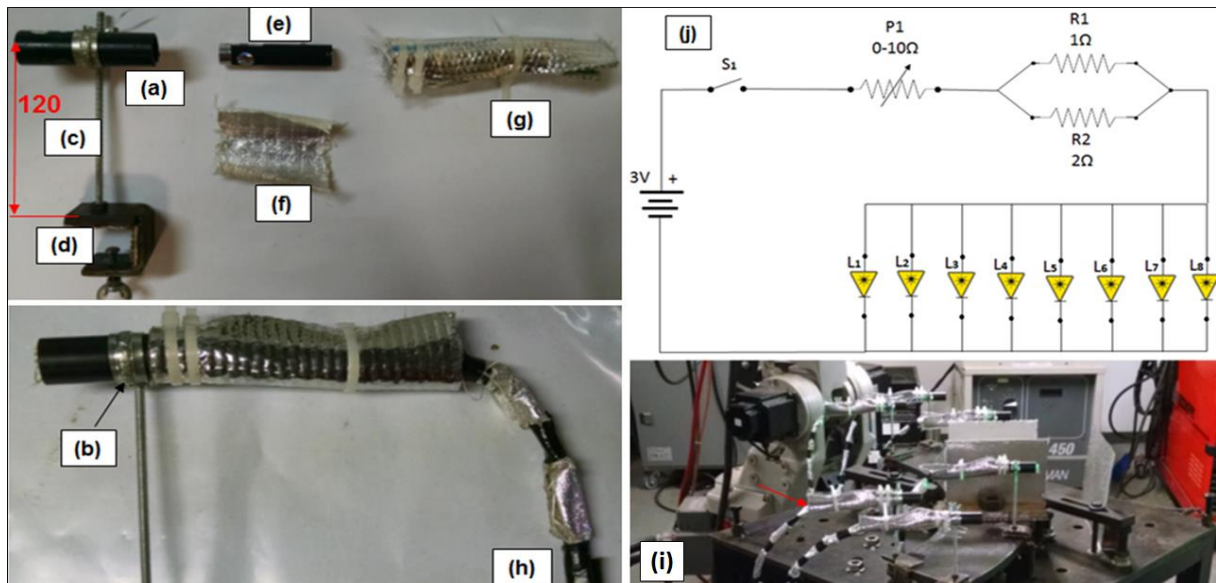 (a)
120
(c)
(d)
(e)
(f)
(g)
(b)
(h)
(j)
S1
P1
0-10Ω
R1
1Ω
R2
2Ω
3V
+
L1
L2
L3
L4
L5
L6
L7
L8
450
MAN
(i)